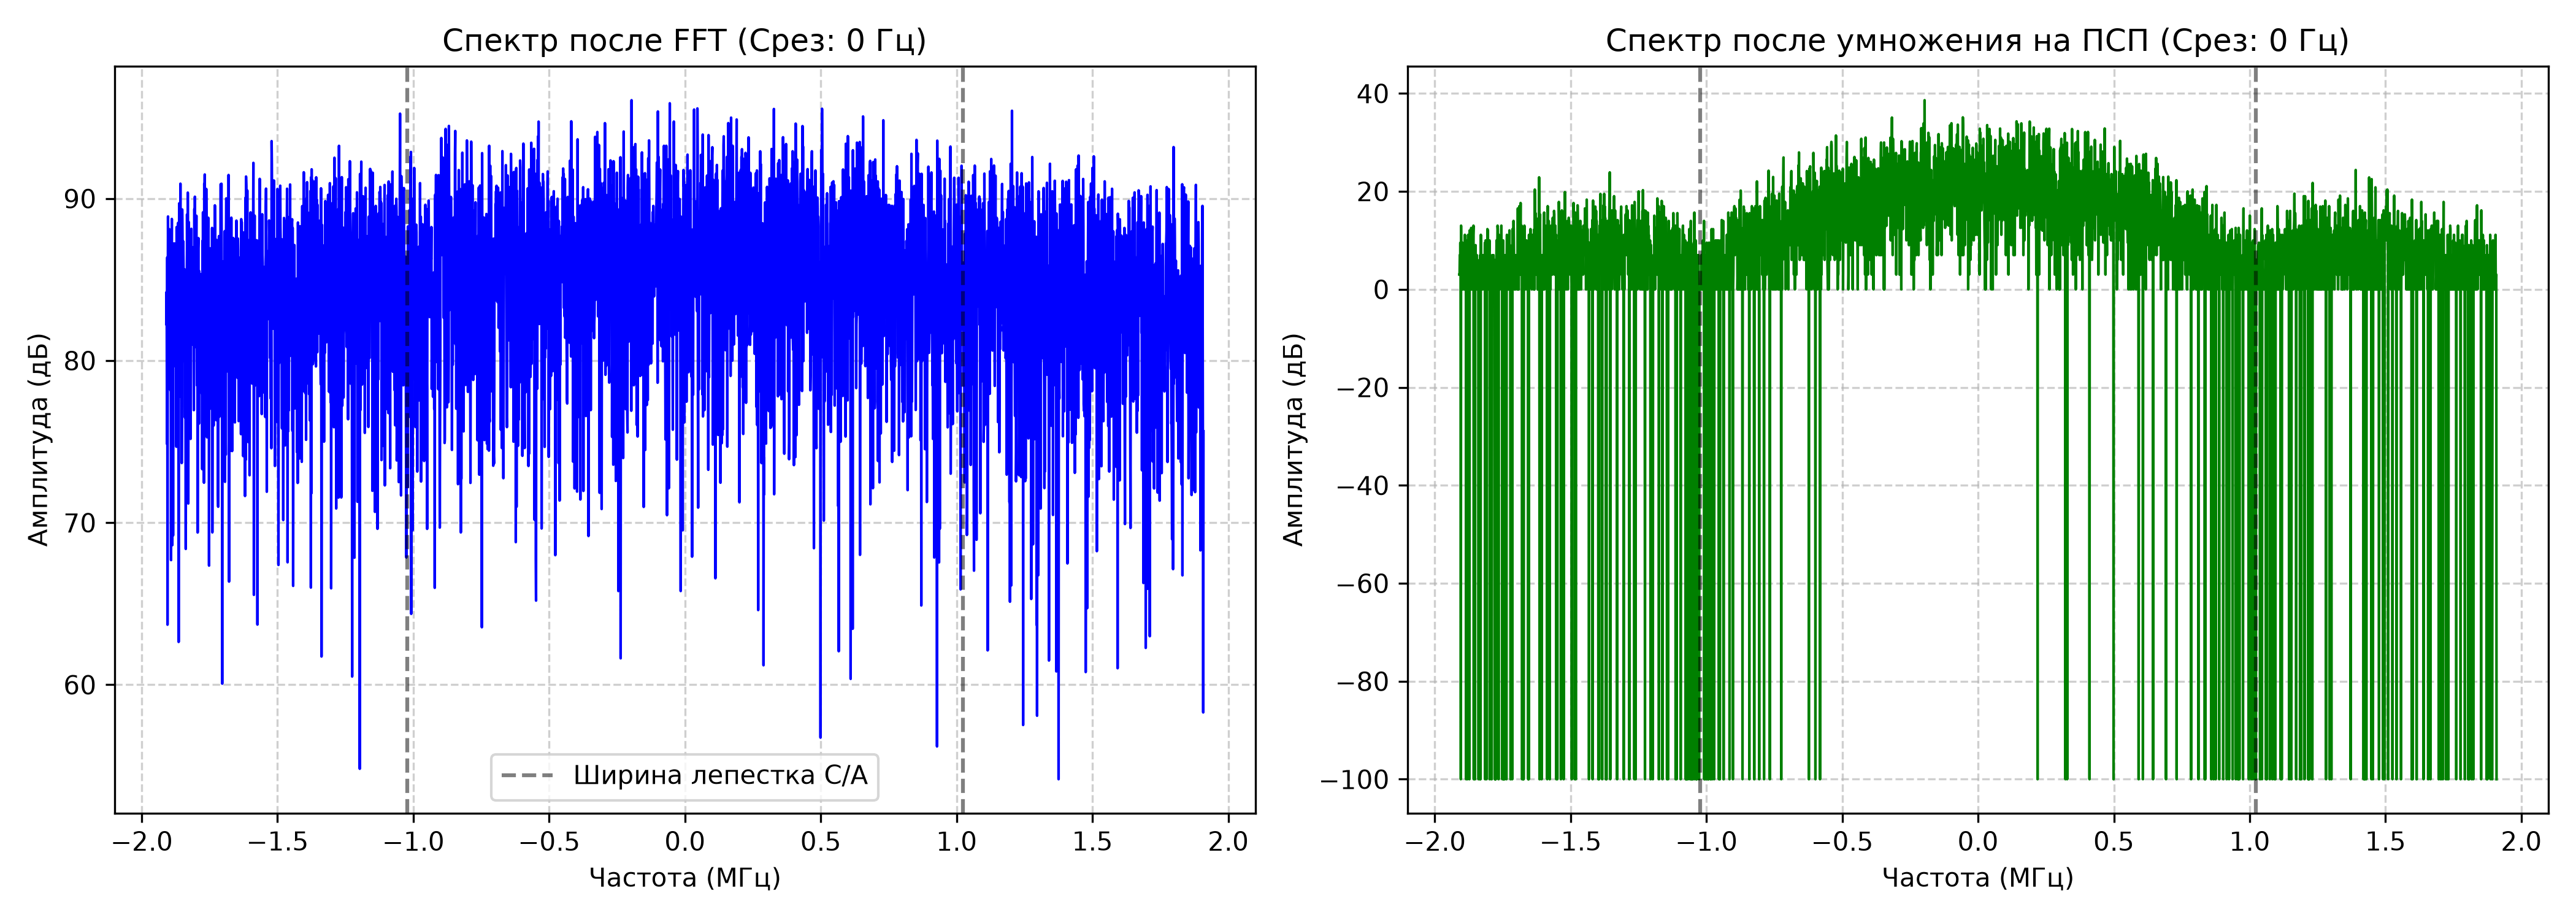 Спектр после FFT (Срез: 0 Гц)
Амплитуда (дБ)
90
80
70
60
Ширина лепестка C/A
−2.0 −1.5 −1.0 −0.5 0.0 0.5 1.0 1.5 2.0
Частота (МГц)
Спектр после умножения на ПСП (Срез: 0 Гц)
Амплитуда (дБ)
40
20
0
−20
−40
−60
−80
−100
−2.0 −1.5 −1.0 −0.5 0.0 0.5 1.0 1.5 2.0
Частота (МГц)